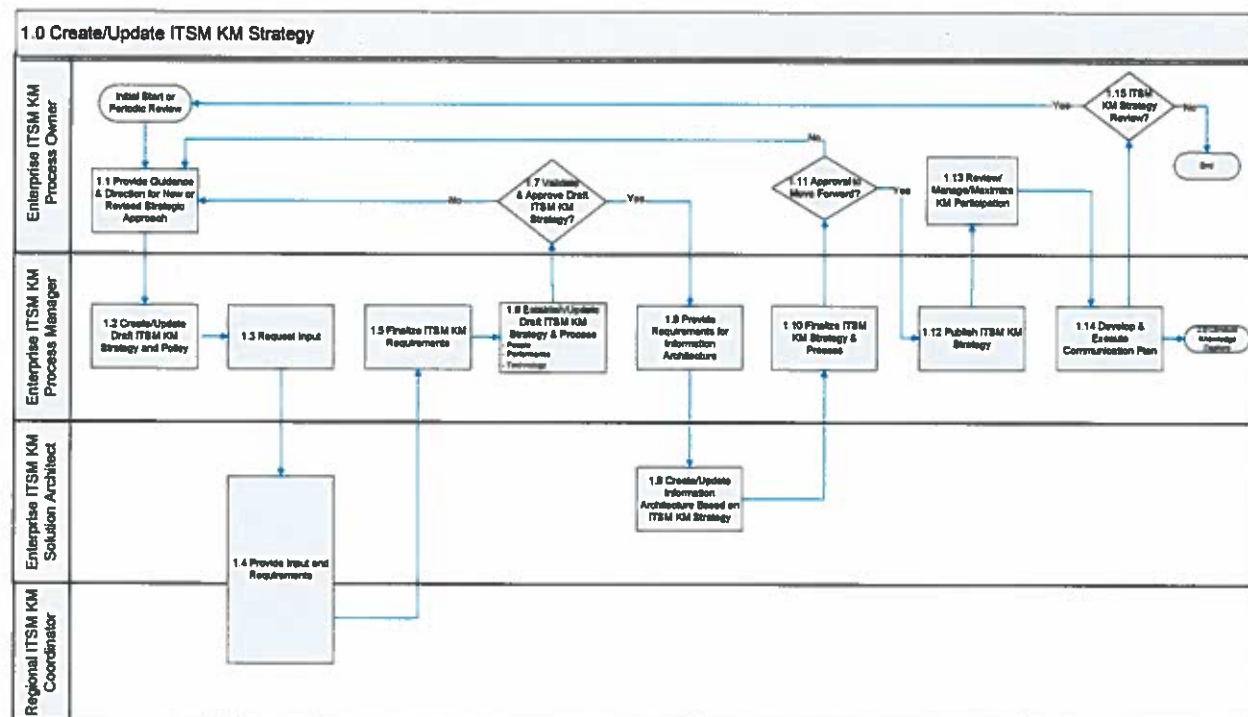 1.0 Create/Update ITSM KM Strategy
Enterprise ITSM KM
Process Owner
Initial Start or
Periodic Review
1.1 Provide Guidance
& Direction for New or
Revised Strategic
Approach
No
1.7 Validate
& Approve Draft
ITSM KM
Strategy?
Yes
No
1.11 Approval to
Move Forward?
Yes
1.13 Review/
Manage/Maximize
KM Participation
Yes
1.15 ITSM
KM Strategy
Review?
No
End
Enterprise ITSM KM
Process Manager
1.2 Create/Update
Draft ITSM KM
Strategy and Policy
1.3 Request Input
1.5 Finalize ITSM KM
Requirements
1.6 Establish/Update
Draft ITSM KM
Strategy & Process
- People
- Performance
- Technology
Provide
Requirements for
Information
Architecture
1.10 Finalize ITSM
KM Strategy &
Process
1.12 Publish ITSM KM
Strategy
1.14 Develop &
Execute
Communication Plan
Knowledge
Capture
Enterprise ITSM KM
Solution Architect
1.4 Provide Input and
Requirements
1.9 Create/Update
Information
Architecture Based on
ITSM KM Strategy
Regional ITSM KM
Coordinator